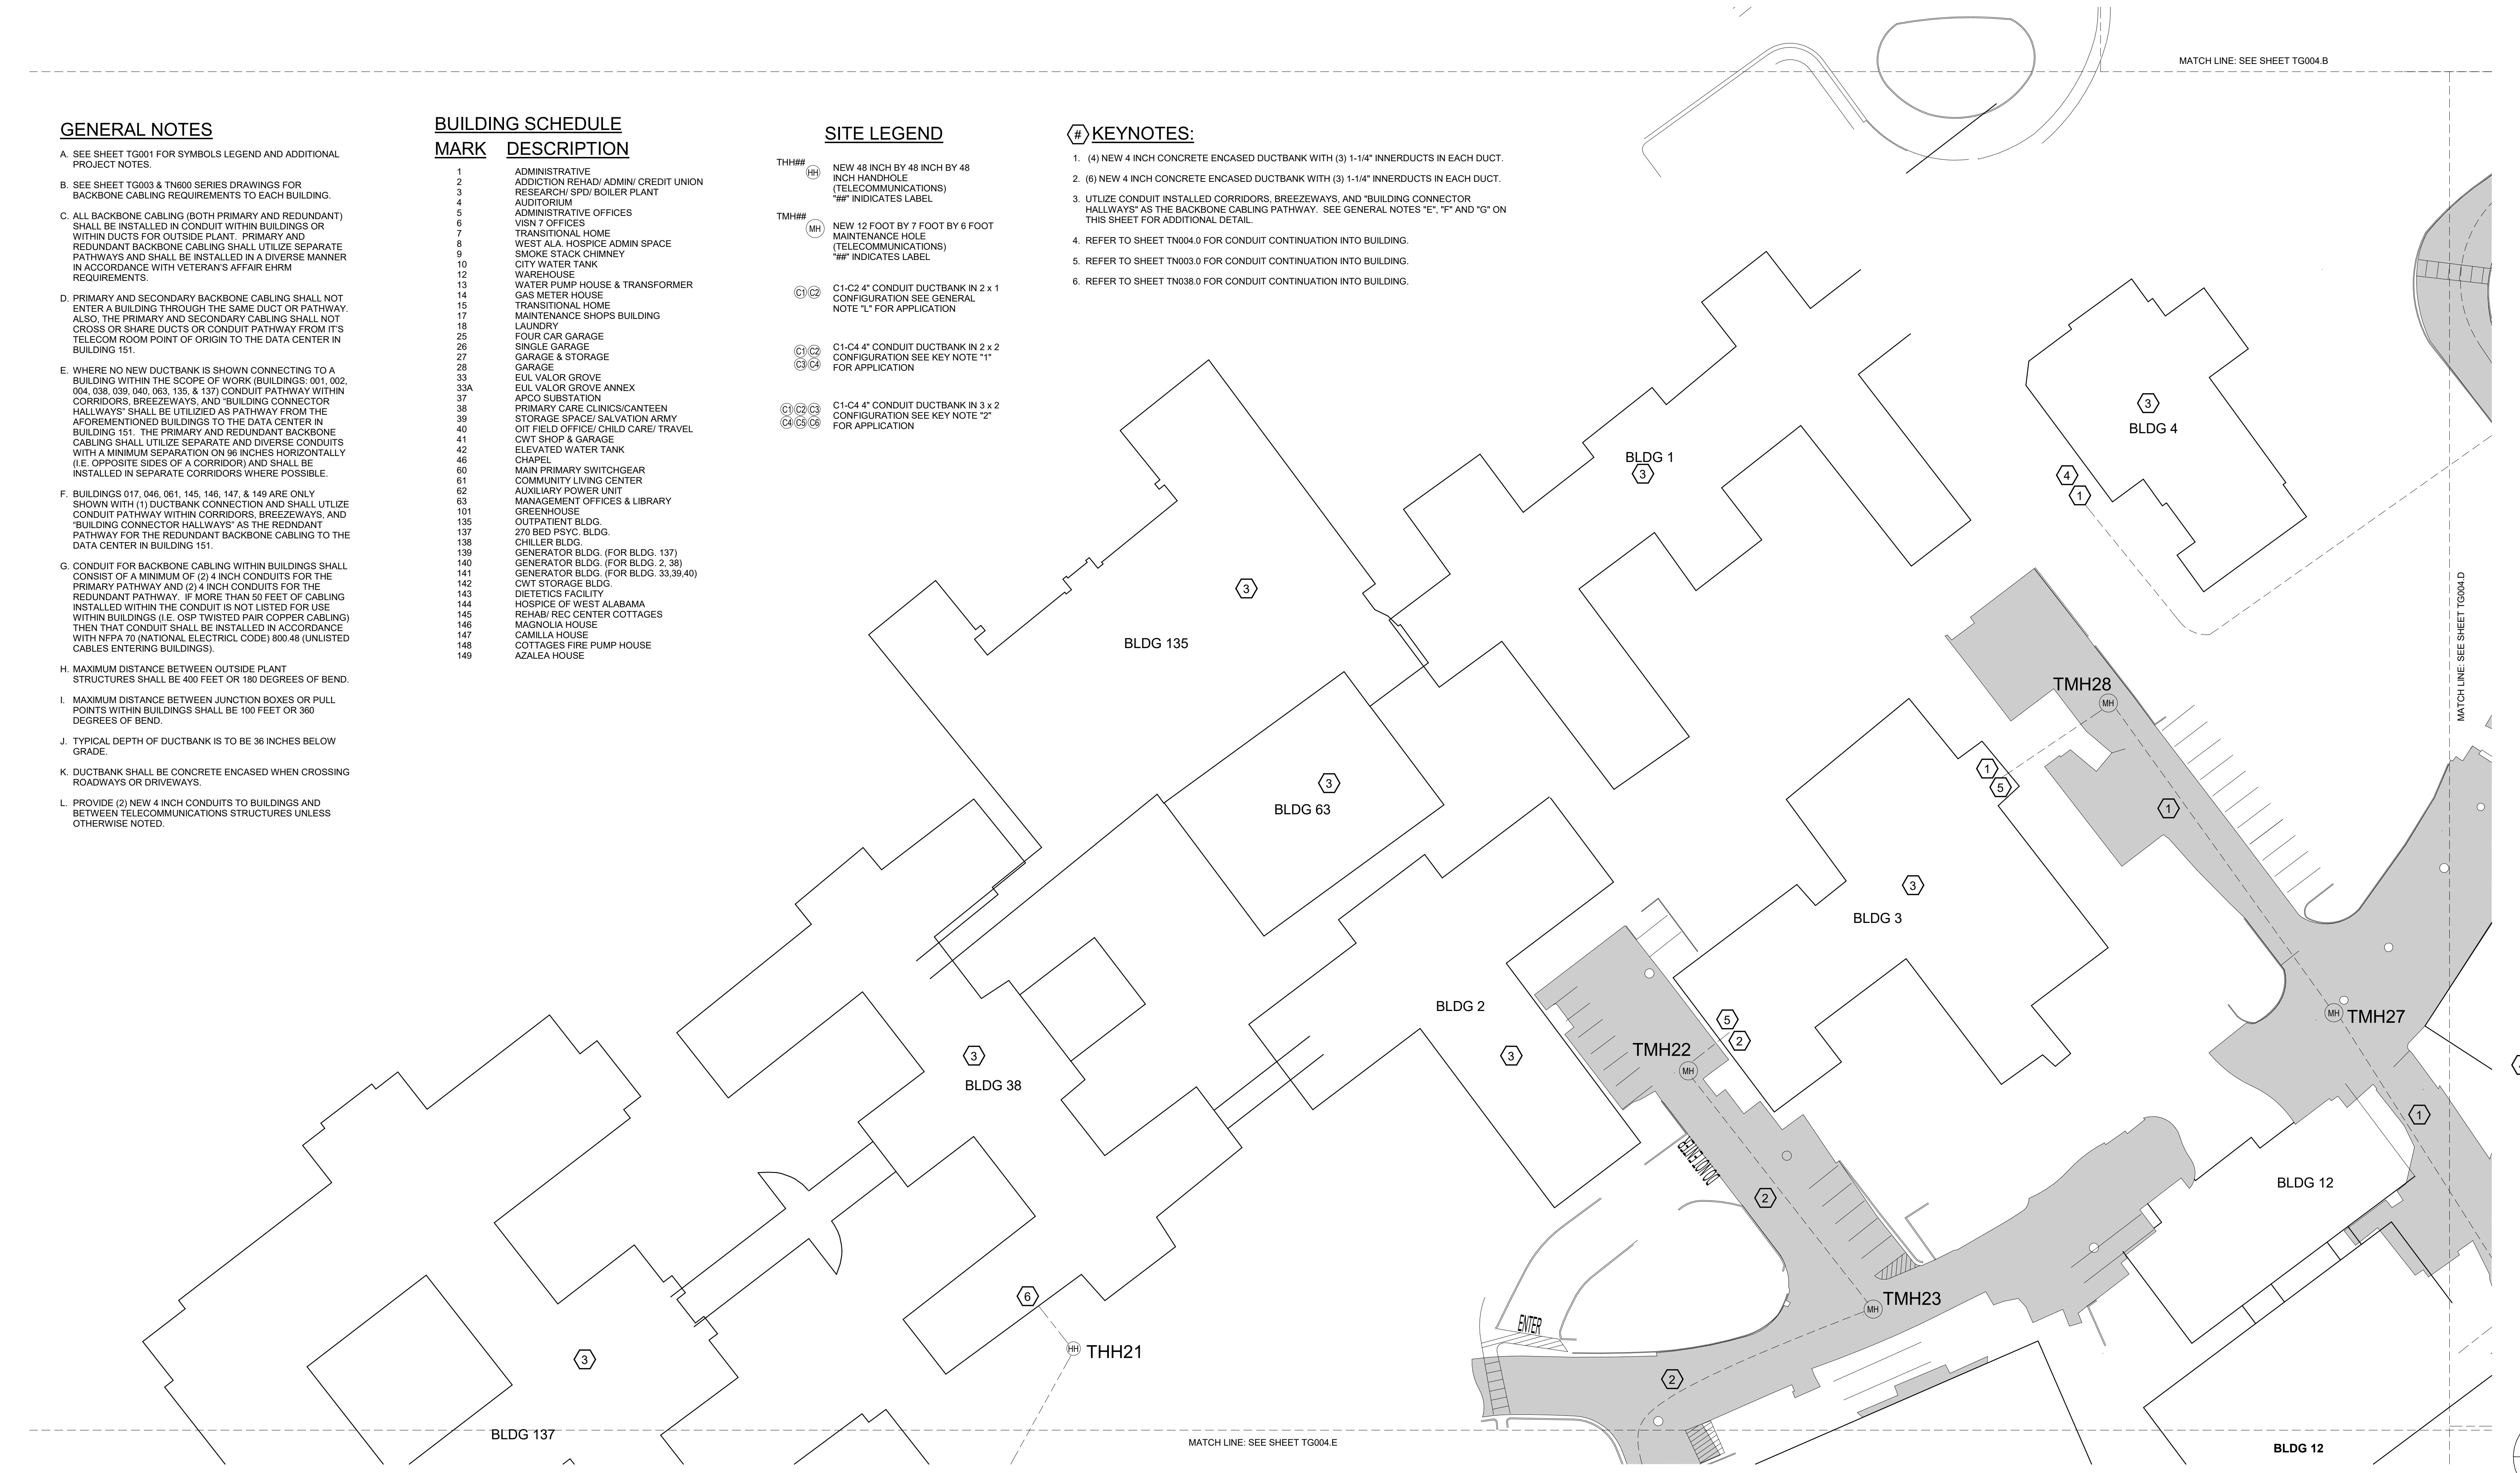 MATCH LINE: SEE SHEET TG004.B
GENERAL NOTES
A. SEE SHEET TG001 FOR SYMBOLS LEGEND AND ADDITIONAL
PROJECT NOTES.
B. SEE SHEET TG003 & TN600 SERIES DRAWINGS FOR
BACKBONE CABLING REQUIREMENTS TO EACH BUILDING.
C. ALL BACKBONE CABLING (BOTH PRIMARY AND REDUNDANT)
SHALL BE INSTALLED IN CONDUIT WITHIN BUILDINGS OR
WITHIN DUCTS FOR OUTSIDE PLANT. PRIMARY AND
REDUNDANT BACKBONE CABLING SHALL UTILIZE SEPARATE
PATHWAYS AND SHALL BE INSTALLED IN A DIVERSE MANNER
IN ACCORDANCE WITH VETERAN'S AFFAIR EHRM
REQUIREMENTS.
D. PRIMARY AND SECONDARY BACKBONE CABLING SHALL NOT
ENTER A BUILDING THROUGH THE SAME DUCT OR PATHWAY.
ALSO, THE PRIMARY AND SECONDARY CABLING SHALL NOT
CROSS OR SHARE DUCTS OR CONDUIT PATHWAY FROM IT'S
TELECOM ROOM POINT OF ORIGIN TO THE DATA CENTER IN
BUILDING 151.
E. WHERE NO NEW DUCTBANK IS SHOWN CONNECTING TO A
BUILDING WITHIN THE SCOPE OF WORK (BUILDINGS: 001, 002,
004, 038, 039, 040, 063, 135, & 137) CONDUIT PATHWAY WITHIN
CORRIDORS, BREEZEWAYS, AND "BUILDING CONNECTOR
HALLWAYS" SHALL BE UTILIZIED AS PATHWAY FROM THE
AFOREMENTIONED BUILDINGS TO THE DATA CENTER IN
BUILDING 151. THE PRIMARY AND REDUNDANT BACKBONE
CABLING SHALL UTILIZE SEPARATE AND DIVERSE CONDUITS
WITH A MINIMUM SEPARATION ON 96 INCHES HORIZONTALLY
(I.E. OPPOSITE SIDES OF A CORRIDOR) AND SHALL BE
INSTALLED IN SEPARATE CORRIDORS WHERE POSSIBLE.
F. BUILDINGS 017, 046, 061, 145, 146, 147, & 149 ARE ONLY
SHOWN WITH (1) DUCTBANK CONNECTION AND SHALL UTLIZE
CONDUIT PATHWAY WITHIN CORRIDORS, BREEZEWAYS, AND
"BUILDING CONNECTOR HALLWAYS" AS THE REDNDANT
PATHWAY FOR THE REDUNDANT BACKBONE CABLING TO THE
DATA CENTER IN BUILDING 151.
G. CONDUIT FOR BACKBONE CABLING WITHIN BUILDINGS SHALL
CONSIST OF A MINIMUM OF (2) 4 INCH CONDUITS FOR THE
PRIMARY PATHWAY AND (2) 4 INCH CONDUITS FOR THE
REDUNDANT PATHWAY. IF MORE THAN 50 FEET OF CABLING
INSTALLED WITHIN THE CONDUIT IS NOT LISTED FOR USE
WITHIN BUILDINGS (I.E. OSP TWISTED PAIR COPPER CABLING)
THEN THAT CONDUIT SHALL BE INSTALLED IN ACCORDANCE
WITH NFPA 70 (NATIONAL ELECTRICL CODE) 800.48 (UNLISTED
CABLES ENTERING BUILDINGS).
H. MAXIMUM DISTANCE BETWEEN OUTSIDE PLANT
STRUCTURES SHALL BE 400 FEET OR 180 DEGREES OF BEND.
I. MAXIMUM DISTANCE BETWEEN JUNCTION BOXES OR PULL
POINTS WITHIN BUILDINGS SHALL BE 100 FEET OR 360
DEGREES OF BEND.
J. TYPICAL DEPTH OF DUCTBANK IS TO BE 36 INCHES BELOW
GRADE.
K. DUCTBANK SHALL BE CONCRETE ENCASED WHEN CROSSING
ROADWAYS OR DRIVEWAYS.
L. PROVIDE (2) NEW 4 INCH CONDUITS TO BUILDINGS AND
BETWEEN TELECOMMUNICATIONS STRUCTURES UNLESS
OTHERWISE NOTED.
BUILDING SCHEDULE
MARK DESCRIPTION
1 ADMINISTRATIVE
2 ADDICTION REHAD/ ADMIN/ CREDIT UNION
3 RESEARCH/ SPD/ BOILER PLANT
4 AUDITORIUM
5 ADMINISTRATIVE OFFICES
6 VISN 7 OFFICES
7 TRANSITIONAL HOME
8 WEST ALA. HOSPICE ADMIN SPACE
9 SMOKE STACK CHIMNEY
10 CITY WATER TANK
12 WAREHOUSE
13 WATER PUMP HOUSE & TRANSFORMER
14 GAS METER HOUSE
15 TRANSITIONAL HOME
17 MAINTENANCE SHOPS BUILDING
18 LAUNDRY
25 FOUR CAR GARAGE
26 SINGLE GARAGE
27 GARAGE & STORAGE
28 GARAGE
33 EUL VALOR GROVE
33A EUL VALOR GROVE ANNEX
37 APCO SUBSTATION
38 PRIMARY CARE CLINICS/CANTEEN
39 STORAGE SPACE/ SALVATION ARMY
40 OIT FIELD OFFICE/ CHILD CARE/ TRAVEL
41 CWT SHOP & GARAGE
42 ELEVATED WATER TANK
46 CHAPEL
60 MAIN PRIMARY SWITCHGEAR
61 COMMUNITY LIVING CENTER
62 AUXILIARY POWER UNIT
63 MANAGEMENT OFFICES & LIBRARY
101 GREENHOUSE
135 OUTPATIENT BLDG.
137 270 BED PSYC. BLDG.
138 CHILLER BLDG.
139 GENERATOR BLDG. (FOR BLDG. 137)
140 GENERATOR BLDG. (FOR BLDG. 2, 38)
141 GENERATOR BLDG. (FOR BLDG. 33,39,40)
142 CWT STORAGE BLDG.
143 DIETETICS FACILITY
144 HOSPICE OF WEST ALABAMA
145 REHAB/ REC CENTER COTTAGES
146 MAGNOLIA HOUSE
147 CAMILLA HOUSE
148 COTTAGES FIRE PUMP HOUSE
149 AZALEA HOUSE
SITE LEGEND
THH##
HH
NEW 48 INCH BY 48 INCH BY 48
INCH HANDHOLE
(TELECOMMUNICATIONS)
"##" INDICATES LABEL
TMH##
MH
NEW 12 FOOT BY 7 FOOT BY 6 FOOT
MAINTENANCE HOLE
(TELECOMMUNICATIONS)
"##" INDICATES LABEL
C1 C2
C1-C2 4" CONDUIT DUCTBANK IN 2 x 1
CONFIGURATION SEE GENERAL
NOTE "L" FOR APPLICATION
C1 C2
C3 C4
C1-C4 4" CONDUIT DUCTBANK IN 2 x 2
CONFIGURATION SEE KEY NOTE "1"
FOR APPLICATION
C1 C2 C3
C4 C5 C6
C1-C4 4" CONDUIT DUCTBANK IN 3 x 2
CONFIGURATION SEE KEY NOTE "2"
FOR APPLICATION
# KEYNOTES:
1. (4) NEW 4 INCH CONCRETE ENCASED DUCTBANK WITH (3) 1-1/4" INNERDUCTS IN EACH DUCT.
2. (6) NEW 4 INCH CONCRETE ENCASED DUCTBANK WITH (3) 1-1/4" INNERDUCTS IN EACH DUCT.
3. UTLIZE CONDUIT INSTALLED CORRIDORS, BREEZEWAYS, AND "BUILDING CONNECTOR
HALLWAYS" AS THE BACKBONE CABLING PATHWAY. SEE GENERAL NOTES "E", "F" AND "G" ON
THIS SHEET FOR ADDITIONAL DETAIL.
4. REFER TO SHEET TN004.0 FOR CONDUIT CONTINUATION INTO BUILDING.
5. REFER TO SHEET TN003.0 FOR CONDUIT CONTINUATION INTO BUILDING.
6. REFER TO SHEET TN038.0 FOR CONDUIT CONTINUATION INTO BUILDING.
3
BLDG 4
BLDG 1
3
4
1
3
BLDG 135
MATCH LINE: SEE SHEET TG004.D
TMH28
MH
1
5
1
3
BLDG 63
3
BLDG 3
BLDG 2
3
5
2
TMH22
MH
MH
TMH27
3
BLDG 38
1
DO NOT ENTER
2
BLDG 12
6
MH
TMH23
ENTER
HH
THH21
3
2
BLDG 137
MATCH LINE: SEE SHEET TG004.E
BLDG 12